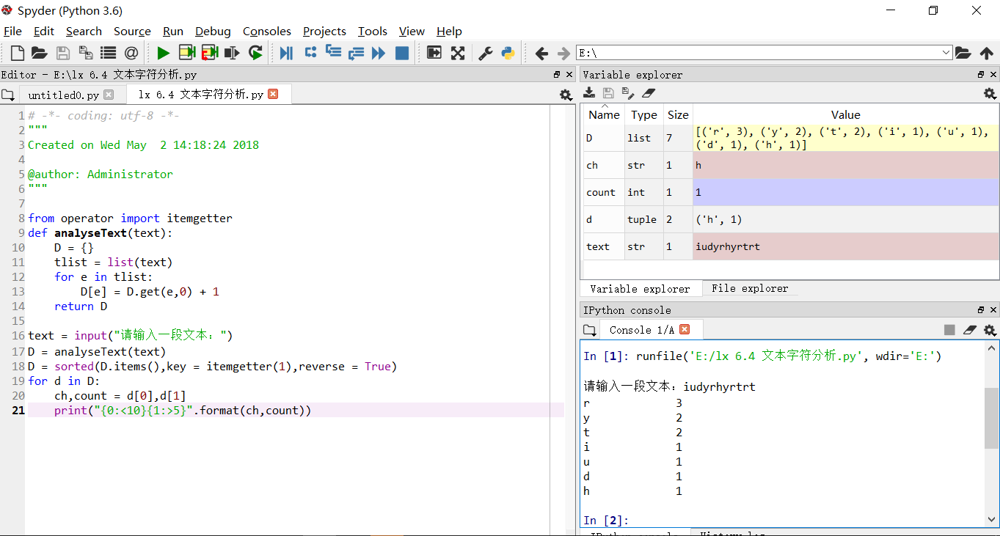 Spyder (Python 3.6)
File Edit Search Source Run Debug Consoles Projects Tools View Help
E:\
Editor - E:\lx 6.4 文本字符分析.py
untitled0.py lx 6.4 文本字符分析.py
1 # -*- coding: utf-8 -*-
2 """
3 Created on Wed May  2 14:18:24 2018
4
5 @author: Administrator
6 """
7
8 from operator import itemgetter
9 def analyseText(text):
10     D = {}
11     tlist = list(text)
12     for e in tlist:
13         D[e] = D.get(e,0) + 1
14     return D
15
16 text = input("请输入一段文本：")
17 D = analyseText(text)
18 D = sorted(D.items(),key = itemgetter(1),reverse = True)
19 for d in D:
20     ch,count = d[0],d[1]
21     print("{0:<10}{1:>5}".format(ch,count))
Variable explorer
Name Type Size Value
D list 7 [('r', 3), ('y', 2), ('t', 2), ('i', 1), ('u', 1),
('d', 1), ('h', 1)]
ch str 1 h
count int 1 1
d tuple 2 ('h', 1)
text str 1 iudyrhyrtrt
Variable explorer File explorer
IPython console
Console 1/A
In [1]: runfile('E:/lx 6.4 文本字符分析.py', wdir='E:')
请输入一段文本：iudyrhyrtrt
r 3
y 2
t 2
i 1
u 1
d 1
h 1
In [2]: